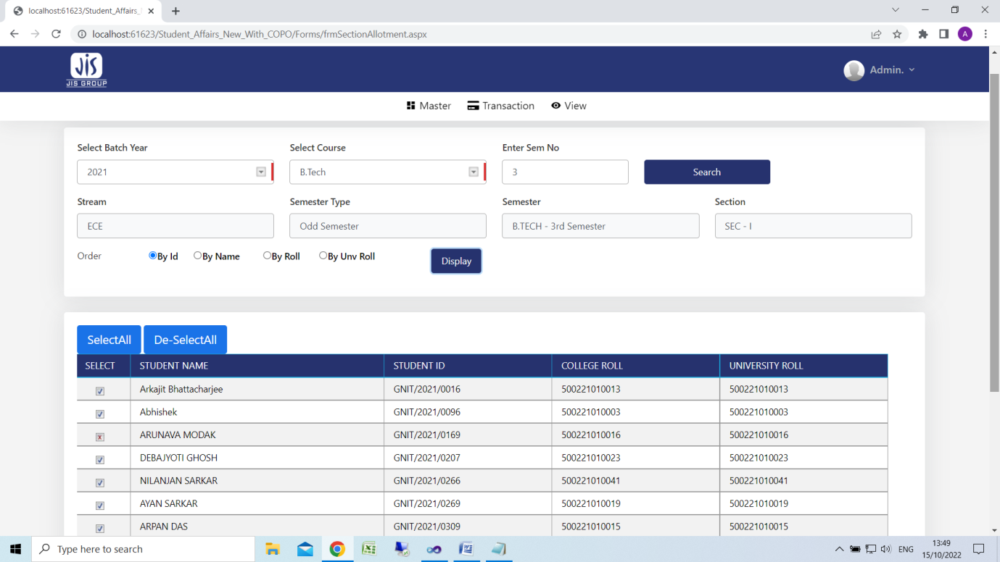 localhost:61623/Student_Affairs_
localhost:61623/Student_Affairs_New_With_COPO/Forms/frmSectionAllotment.aspx
A
JIS
JIS GROUP
Admin.
Master Transaction View
Select Batch Year Select Course Enter Sem No
2021 B.Tech 3 Search
Stream Semester Type Semester Section
ECE Odd Semester B.TECH - 3rd Semester SEC - I
Order By Id By Name By Roll By Unv Roll Display
SelectAll De-SelectAll
SELECT STUDENT NAME STUDENT ID COLLEGE ROLL UNIVERSITY ROLL
Arkajit Bhattacharjee GNIT/2021/0016 500221010013 500221010013
Abhishek GNIT/2021/0096 500221010003 500221010003
ARUNAVA MODAK GNIT/2021/0169 500221010016 500221010016
DEBAJYOTI GHOSH GNIT/2021/0207 500221010023 500221010023
NILANJAN SARKAR GNIT/2021/0266 500221010041 500221010041
AYAN SARKAR GNIT/2021/0269 500221010019 500221010019
ARPAN DAS GNIT/2021/0309 500221010015 500221010015
Type here to search ENG 13:49
15/10/2022